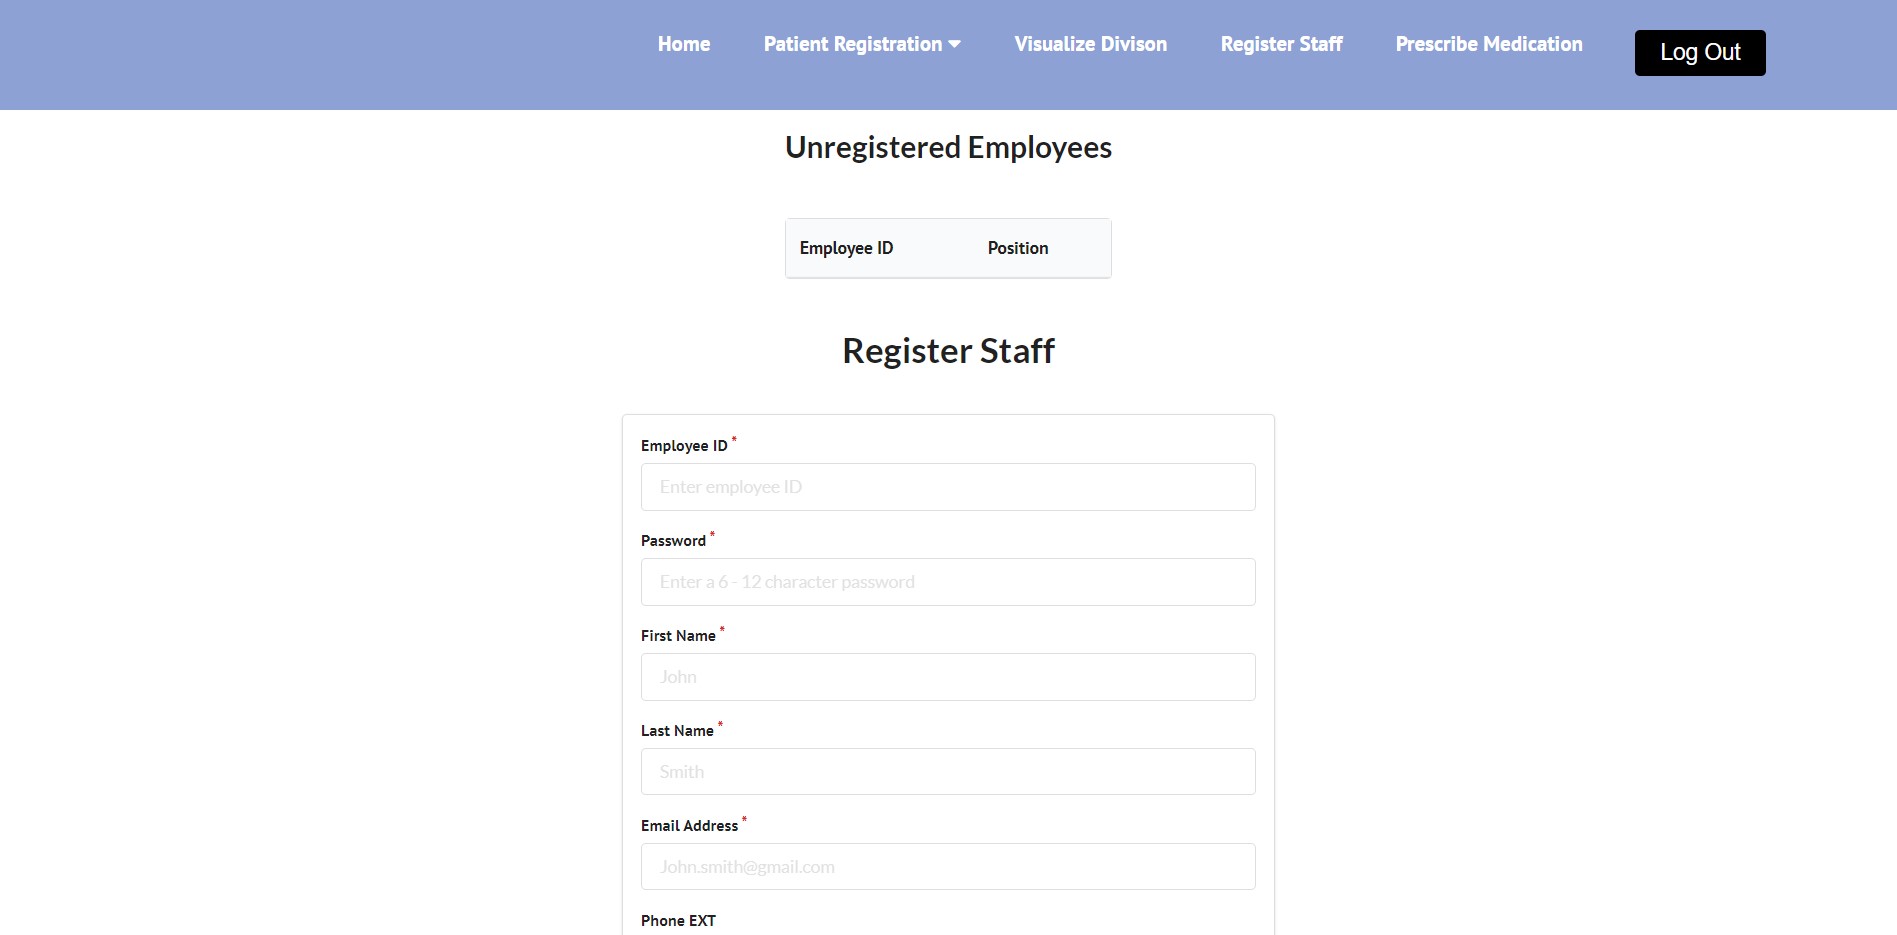 Home Patient Registration Visualize Divison Register Staff Prescribe Medication Log Out
Unregistered Employees
Employee ID Position
Register Staff
Employee ID *
Enter employee ID
Password *
Enter a 6 - 12 character password
First Name *
John
Last Name *
Smith
Email Address *
John.smith@gmail.com
Phone EXT